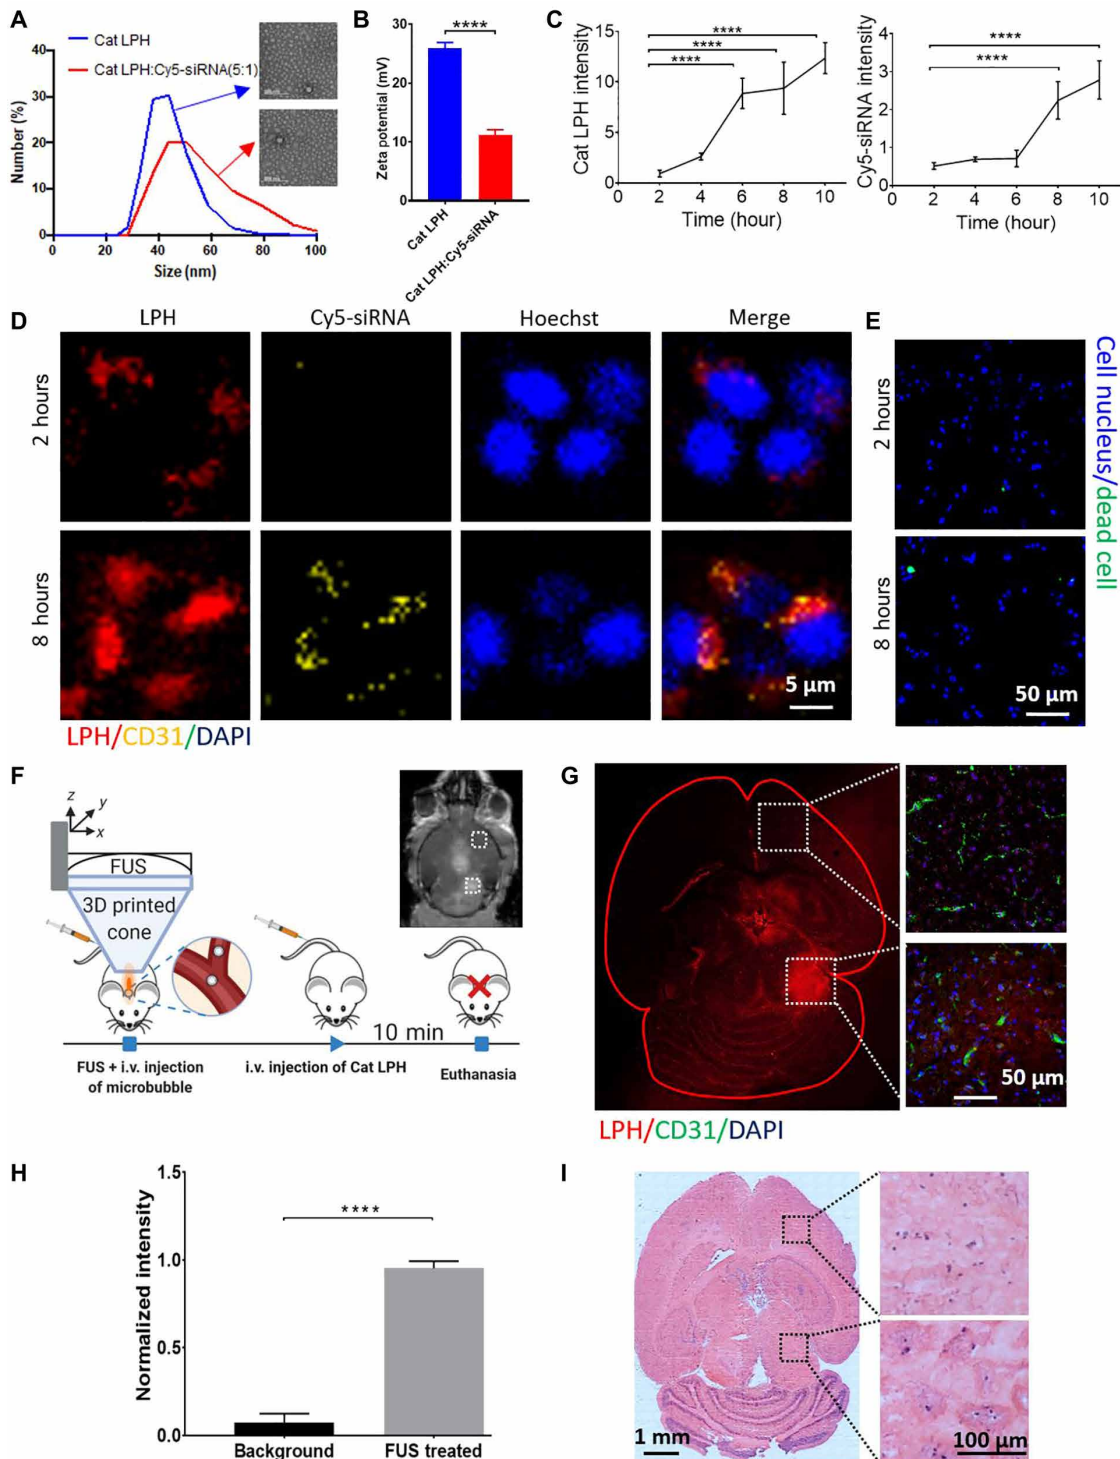 A
Cat LPH
Cat LPH:Cy5-siRNA(5:1)
Number (%)
40
30
20
10
0
0 20 40 60 80 100
Size (nm)
B
****
Zeta potential (mV)
30
20
10
0
Cat LPH
Cat LPH:Cy5-siRNA
C
****
****
****
Cat LPH intensity
15
10
5
0
0 2 4 6 8 10
Time (hour)
****
****
Cy5-siRNA intensity
4
3
2
1
0
0 2 4 6 8 10
Time (hour)
D
LPH Cy5-siRNA Hoechst Merge
2 hours
8 hours
5 μm
LPH/CD31/DAPI
E
2 hours
8 hours
Cell nucleus/dead cell
50 μm
F
z
y
x
FUS
3D printed
cone
10 min
FUS + i.v. injection
of microbubble
i.v. injection of Cat LPH
Euthanasia
G
50 μm
LPH/CD31/DAPI
H
****
Normalized intensity
1.5
1.0
0.5
0.0
Background FUS treated
I
1 mm
100 μm